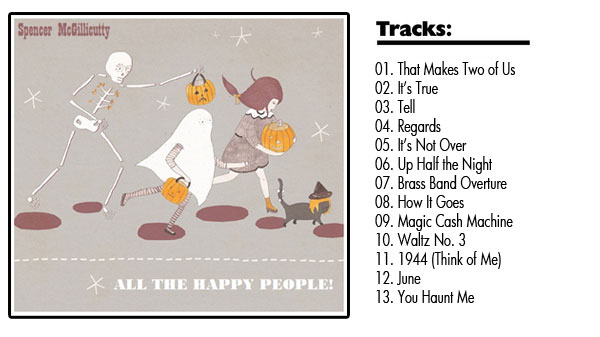 Spencer McGillicutty
ALL THE HAPPY PEOPLE!
Tracks:
01. That Makes Two of Us
02. It's True
03. Tell
04. Regards
05. It's Not Over
06. Up Half the Night
07. Brass Band Overture
08. How It Goes
09. Magic Cash Machine
10. Waltz No. 3
11. 1944 (Think of Me)
12. June
13. You Haunt Me